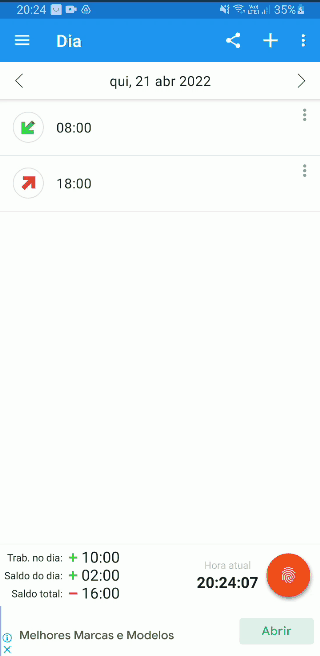 20:24 35%
Dia
qui, 21 abr 2022
08:00
18:00
Trab. no dia: + 10:00
Saldo do dia: + 02:00
Saldo total: − 16:00
Hora atual
20:24:07
Melhores Marcas e Modelos
Abrir